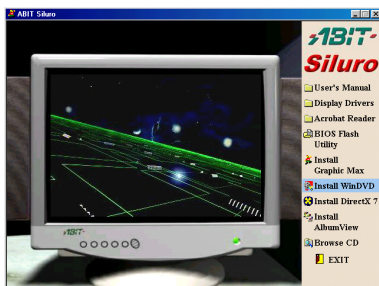 ABIT Siluro
ABIT
Siluro
User's Manual
Display Drivers
Acrobat Reader
BIOS Flash
Utility
Install
Graphic Max
Install WinDVD
Install DirectX 7
Install
AlbumView
Browse CD
EXIT
ABIT